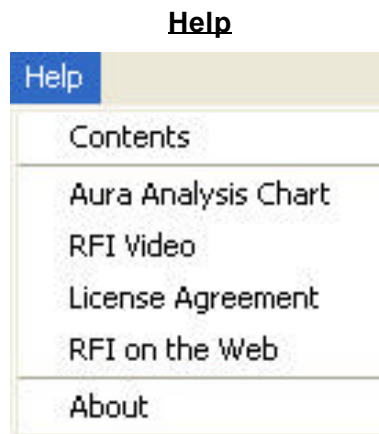 Help
Help
Contents
Aura Analysis Chart
RFI Video
License Agreement
RFI on the Web
About